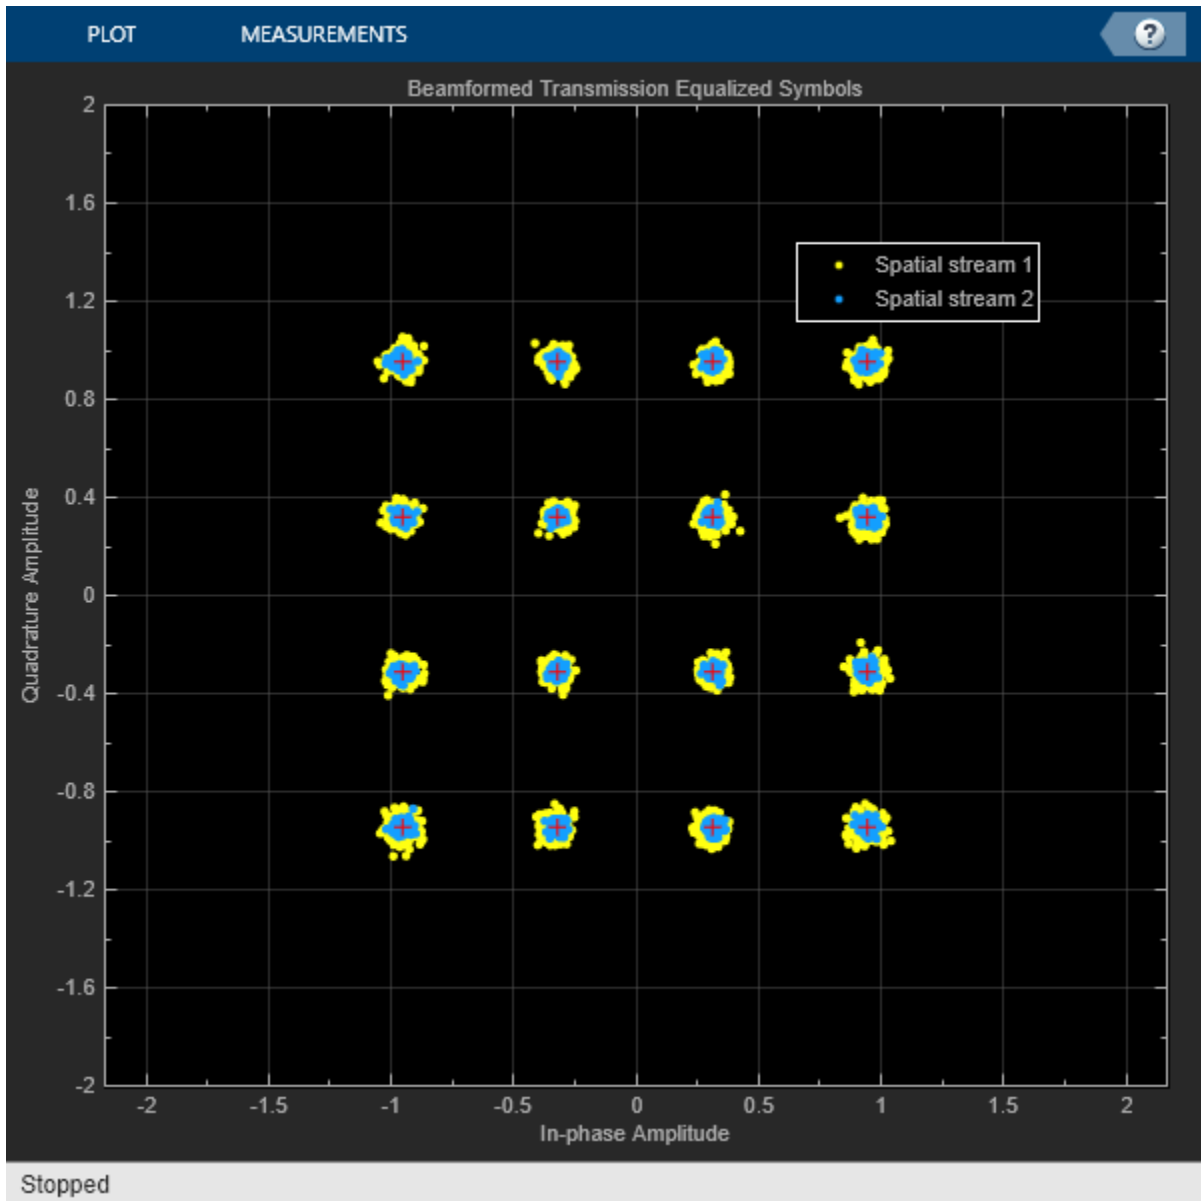 PLOT MEASUREMENTS ?
Beamformed Transmission Equalized Symbols
2
1.6
1.2
0.8
0.4
0
-0.4
-0.8
-1.2
-1.6
-2
Quadrature Amplitude
Spatial stream 1
Spatial stream 2
-2 -1.5 -1 -0.5 0 0.5 1 1.5 2
In-phase Amplitude
Stopped